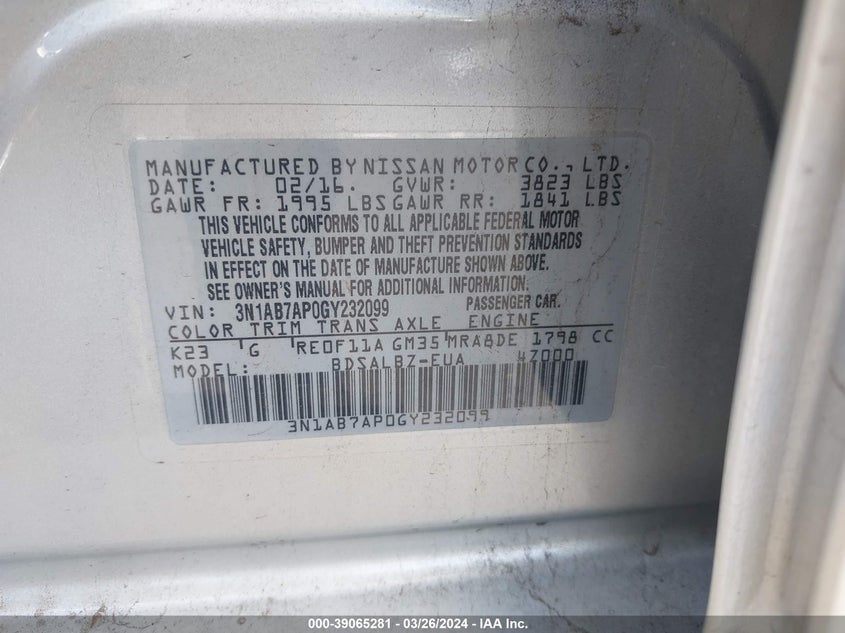 MANUFACTURED BY NISSAN MOTOR CO., LTD.
DATE: 02/16. GVWR: 3823 LBS
GAWR FR: 1995 LBS GAWR RR: 1841 LBS
THIS VEHICLE CONFORMS TO ALL APPLICABLE FEDERAL MOTOR
VEHICLE SAFETY, BUMPER AND THEFT PREVENTION STANDARDS
IN EFFECT ON THE DATE OF MANUFACTURE SHOWN ABOVE.
SEE OWNER'S MANUAL FOR ADDITIONAL INFORMATION.
VIN: 3N1AB7AP0GY232099 PASSENGER CAR.
COLOR TRIM TRANS AXLE ENGINE
K23 G RE0F11A GM35 MRA8DE 1798 CC
MODEL: BDSALBZ-EUA 47000
3N1AB7AP0GY232099
000-39065281 - 03/26/2024 - IAA Inc.